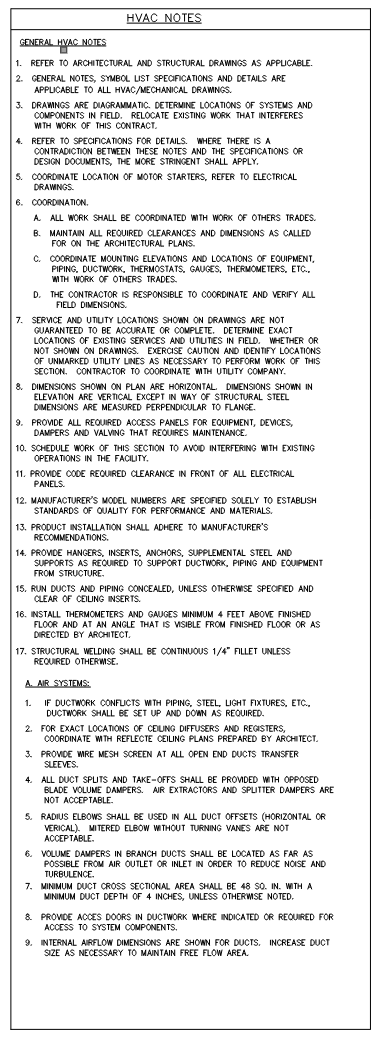 HVAC NOTES
GENERAL HVAC NOTES
1. REFER TO ARCHITECTURAL AND STRUCTURAL DRAWINGS AS APPLICABLE.
2. GENERAL NOTES, SYMBOL LIST SPECIFICATIONS AND DETAILS ARE
APPLICABLE TO ALL HVAC/MECHANICAL DRAWINGS.
3. DRAWINGS ARE DIAGRAMMATIC. DETERMINE LOCATIONS OF SYSTEMS AND
COMPONENTS IN FIELD. RELOCATE EXISTING WORK THAT INTERFERES
WITH WORK OF THIS CONTRACT.
4. REFER TO SPECIFICATIONS FOR DETAILS. WHERE THERE IS A
CONTRADICTION BETWEEN THESE NOTES AND THE SPECIFICATIONS OR
DESIGN DOCUMENTS, THE MORE STRINGENT SHALL APPLY.
5. COORDINATE LOCATION OF MOTOR STARTERS, REFER TO ELECTRICAL
DRAWINGS.
6. COORDINATION.
A. ALL WORK SHALL BE COORDINATED WITH WORK OF OTHERS TRADES.
B. MAINTAIN ALL REQUIRED CLEARANCES AND DIMENSIONS AS CALLED
FOR ON THE ARCHITECTURAL PLANS.
C. COORDINATE MOUNTING ELEVATIONS AND LOCATIONS OF EQUIPMENT,
PIPING, DUCTWORK, THERMOSTATS, GAUGES, THERMOMETERS, ETC.,
WITH WORK OF OTHERS TRADES.
D. THE CONTRACTOR IS RESPONSIBLE TO COORDINATE AND VERIFY ALL
FIELD DIMENSIONS.
7. SERVICE AND UTILITY LOCATIONS SHOWN ON DRAWINGS ARE NOT
GUARANTEED TO BE ACCURATE OR COMPLETE. DETERMINE EXACT
LOCATIONS OF EXISTING SERVICES AND UTILITIES IN FIELD. WHETHER OR
NOT SHOWN ON DRAWINGS. EXERCISE CAUTION AND IDENTIFY LOCATIONS
OF UNMARKED UTILITY LINES AS NECESSARY TO PERFORM WORK OF THIS
SECTION. CONTRACTOR TO COORDINATE WITH UTILITY COMPANY.
8. DIMENSIONS SHOWN ON PLAN ARE HORIZONTAL. DIMENSIONS SHOWN IN
ELEVATION ARE VERTICAL EXCEPT IN WAY OF STRUCTURAL STEEL
DIMENSIONS ARE MEASURED PERPENDICULAR TO FLANGE.
9. PROVIDE ALL REQUIRED ACCESS PANELS FOR EQUIPMENT, DEVICES,
DAMPERS AND VALVING THAT REQUIRES MAINTENANCE.
10. SCHEDULE WORK OF THIS SECTION TO AVOID INTERFERING WITH EXISTING
OPERATIONS IN THE FACILITY.
11. PROVIDE CODE REQUIRED CLEARANCE IN FRONT OF ALL ELECTRICAL
PANELS.
12. MANUFACTURER'S MODEL NUMBERS ARE SPECIFIED SOLELY TO ESTABLISH
STANDARDS OF QUALITY FOR PERFORMANCE AND MATERIALS.
13. PRODUCT INSTALLATION SHALL ADHERE TO MANUFACTURER'S
RECOMMENDATIONS.
14. PROVIDE HANGERS, INSERTS, ANCHORS, SUPPLEMENTAL STEEL AND
SUPPORTS AS REQUIRED TO SUPPORT DUCTWORK, PIPING AND EQUIPMENT
FROM STRUCTURE.
15. RUN DUCTS AND PIPING CONCEALED, UNLESS OTHERWISE SPECIFIED AND
CLEAR OF CEILING INSERTS.
16. INSTALL THERMOMETERS AND GAUGES MINIMUM 4 FEET ABOVE FINISHED
FLOOR AND AT AN ANGLE THAT IS VISIBLE FROM FINISHED FLOOR OR AS
DIRECTED BY ARCHITECT.
17. STRUCTURAL WELDING SHALL BE CONTINUOUS 1/4" FILLET UNLESS
REQUIRED OTHERWISE.
A. AIR SYSTEMS:
1. IF DUCTWORK CONFLICTS WITH PIPING, STEEL, LIGHT FIXTURES, ETC.,
DUCTWORK SHALL BE SET UP AND DOWN AS REQUIRED.
2. FOR EXACT LOCATIONS OF CEILING DIFFUSERS AND REGISTERS,
COORDINATE WITH REFLECTE CEILING PLANS PREPARED BY ARCHITECT.
3. PROVIDE WIRE MESH SCREEN AT ALL OPEN END DUCTS TRANSFER
SLEEVES.
4. ALL DUCT SPLITS AND TAKE-OFFS SHALL BE PROVIDED WITH OPPOSED
BLADE VOLUME DAMPERS. AIR EXTRACTORS AND SPLITTER DAMPERS ARE
NOT ACCEPTABLE.
5. RADIUS ELBOWS SHALL BE USED IN ALL DUCT OFFSETS (HORIZONTAL OR
VERICAL). MITERED ELBOW WITHOUT TURNING VANES ARE NOT
ACCEPTABLE.
6. VOLUME DAMPERS IN BRANCH DUCTS SHALL BE LOCATED AS FAR AS
POSSIBLE FROM AIR OUTLET OR INLET IN ORDER TO REDUCE NOISE AND
TURBULENCE.
7. MINIMUM DUCT CROSS SECTIONAL AREA SHALL BE 48 SQ. IN. WITH A
MINIMUM DUCT DEPTH OF 4 INCHES, UNLESS OTHERWISE NOTED.
8. PROVIDE ACCES DOORS IN DUCTWORK WHERE INDICATED OR REQUIRED FOR
ACCESS TO SYSTEM COMPONENTS.
9. INTERNAL AIRFLOW DIMENSIONS ARE SHOWN FOR DUCTS. INCREASE DUCT
SIZE AS NECESSARY TO MAINTAIN FREE FLOW AREA.